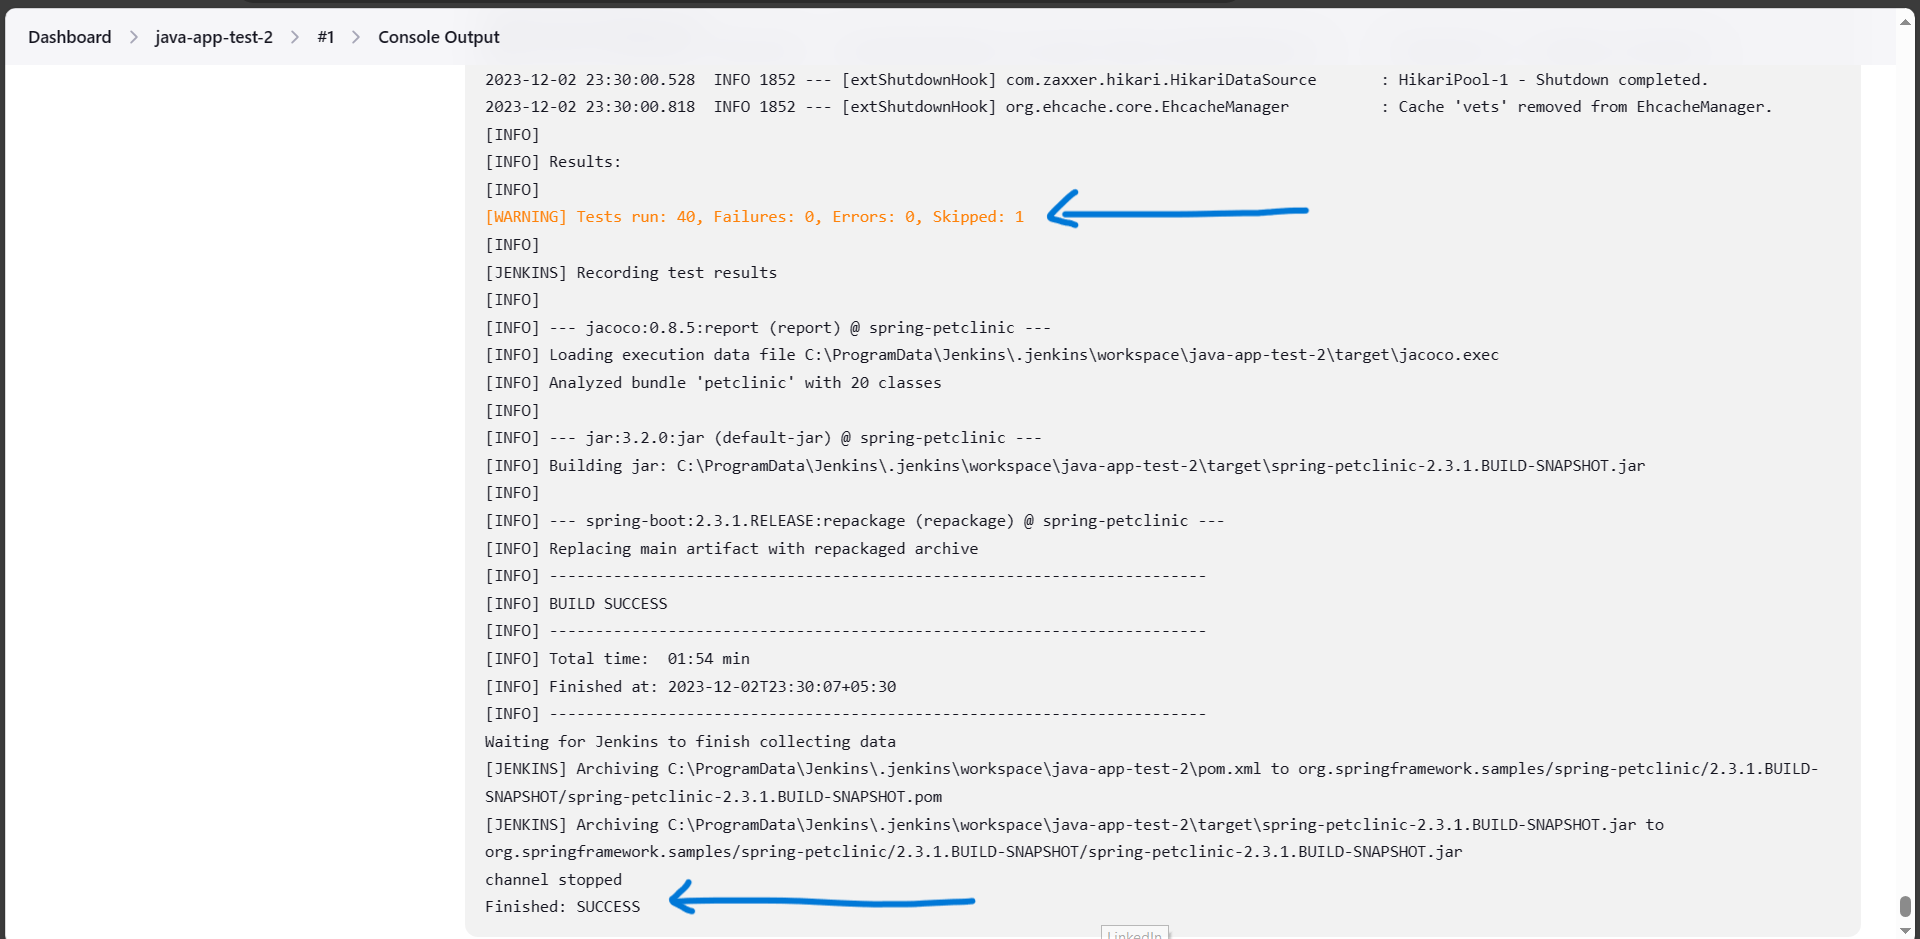 Dashboard > java-app-test-2 > #1 > Console Output
2023-12-02 23:30:00.528  INFO 1852 --- [extShutdownHook] com.zaxxer.hikari.HikariDataSource       : HikariPool-1 - Shutdown completed.
2023-12-02 23:30:00.818  INFO 1852 --- [extShutdownHook] org.ehcache.core.EhcacheManager          : Cache 'vets' removed from EhcacheManager.
[INFO]
[INFO] Results:
[INFO]
[WARNING] Tests run: 40, Failures: 0, Errors: 0, Skipped: 1
[INFO]
[JENKINS] Recording test results
[INFO]
[INFO] --- jacoco:0.8.5:report (report) @ spring-petclinic ---
[INFO] Loading execution data file C:\ProgramData\Jenkins\.jenkins\workspace\java-app-test-2\target\jacoco.exec
[INFO] Analyzed bundle 'petclinic' with 20 classes
[INFO]
[INFO] --- jar:3.2.0:jar (default-jar) @ spring-petclinic ---
[INFO] Building jar: C:\ProgramData\Jenkins\.jenkins\workspace\java-app-test-2\target\spring-petclinic-2.3.1.BUILD-SNAPSHOT.jar
[INFO]
[INFO] --- spring-boot:2.3.1.RELEASE:repackage (repackage) @ spring-petclinic ---
[INFO] Replacing main artifact with repackaged archive
[INFO] ------------------------------------------------------------------------
[INFO] BUILD SUCCESS
[INFO] ------------------------------------------------------------------------
[INFO] Total time:  01:54 min
[INFO] Finished at: 2023-12-02T23:30:07+05:30
[INFO] ------------------------------------------------------------------------
Waiting for Jenkins to finish collecting data
[JENKINS] Archiving C:\ProgramData\Jenkins\.jenkins\workspace\java-app-test-2\pom.xml to org.springframework.samples/spring-petclinic/2.3.1.BUILD-
SNAPSHOT/spring-petclinic-2.3.1.BUILD-SNAPSHOT.pom
[JENKINS] Archiving C:\ProgramData\Jenkins\.jenkins\workspace\java-app-test-2\target\spring-petclinic-2.3.1.BUILD-SNAPSHOT.jar to
org.springframework.samples/spring-petclinic/2.3.1.BUILD-SNAPSHOT/spring-petclinic-2.3.1.BUILD-SNAPSHOT.jar
channel stopped
Finished: SUCCESS
LinkedIn